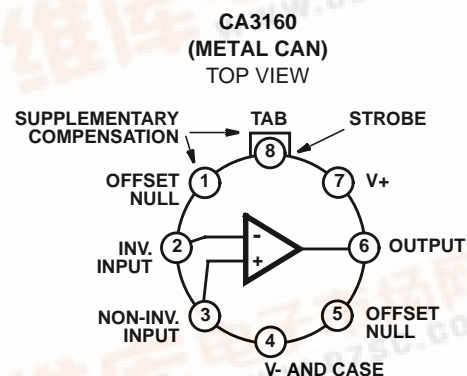 CA3160
(METAL CAN)
TOP VIEW
SUPPLEMENTARY
COMPENSATION
TAB
STROBE
8
OFFSET
NULL
1
7
V+
INV.
INPUT
2
-
+
6
OUTPUT
NON-INV.
INPUT
3
5
OFFSET
NULL
4
V- AND CASE